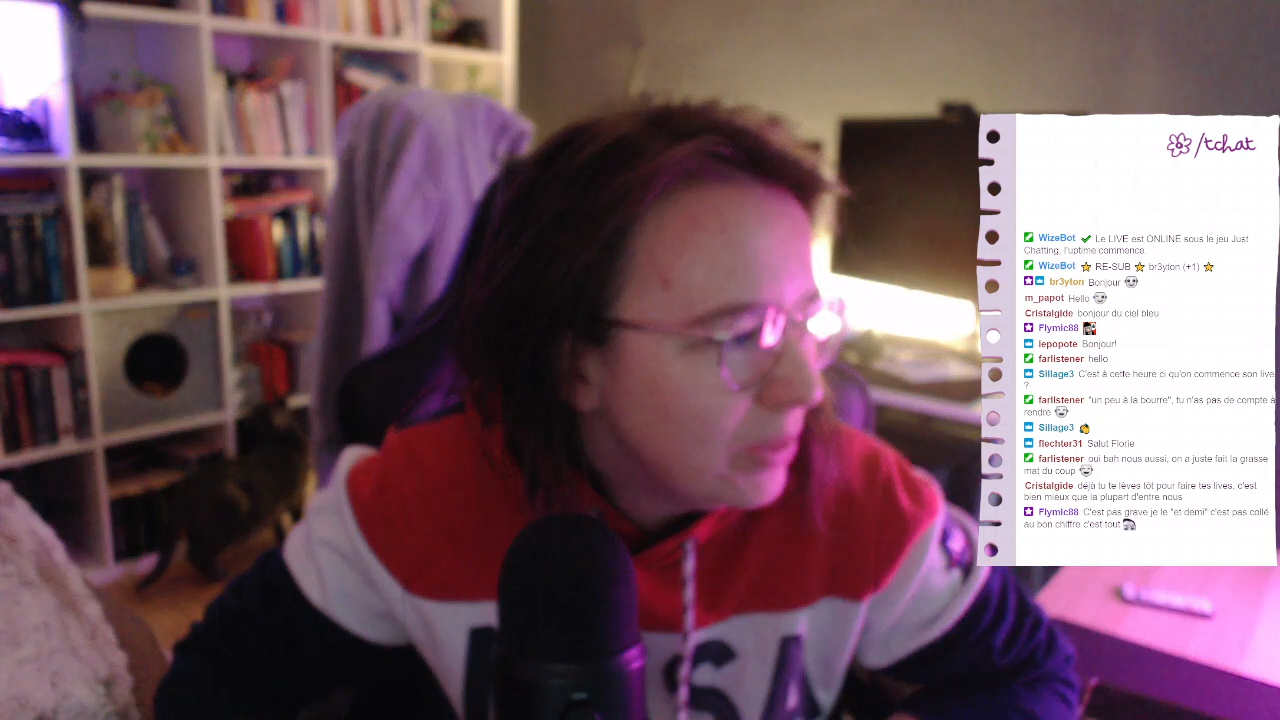 /tchat
WizeBot Le LIVE est ONLINE sous le jeu Just
Chatting, l'uptime commence
WizeBot RE-SUB br3yton (+1)
br3yton Bonjour
m_papot Hello
Cristalgide bonjour du ciel bleu
Flymic88
lepopote Bonjour!
farlistener hello
Sillage3 C'est à cette heure ci qu'on commence son live
?
farlistener "un peu à la bourre", tu n'as pas de compte à
rendre
Sillage3
flechter31 Salut Florie
farlistener oui bah nous aussi, on a juste fait la grasse
mat du coup
Cristalgide déjà tu te lèves tôt pour faire tes lives, c'est
bien mieux que la plupart d'entre nous
Flymic88 C'est pas grave je le "et demi" c'est pas collé
au bon chiffre c'est tout
SA